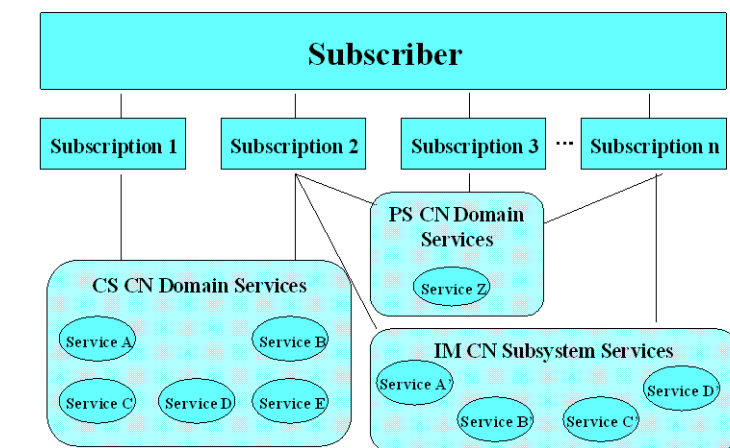 Subscriber
Subscription 1
Subscription 2
Subscription 3
...
Subscription n
PS CN Domain
Services
Service Z
CS CN Domain Services
Service A
Service B
Service C
Service D
Service E
IM CN Subsystem Services
Service A'
Service B'
Service C'
Service D'